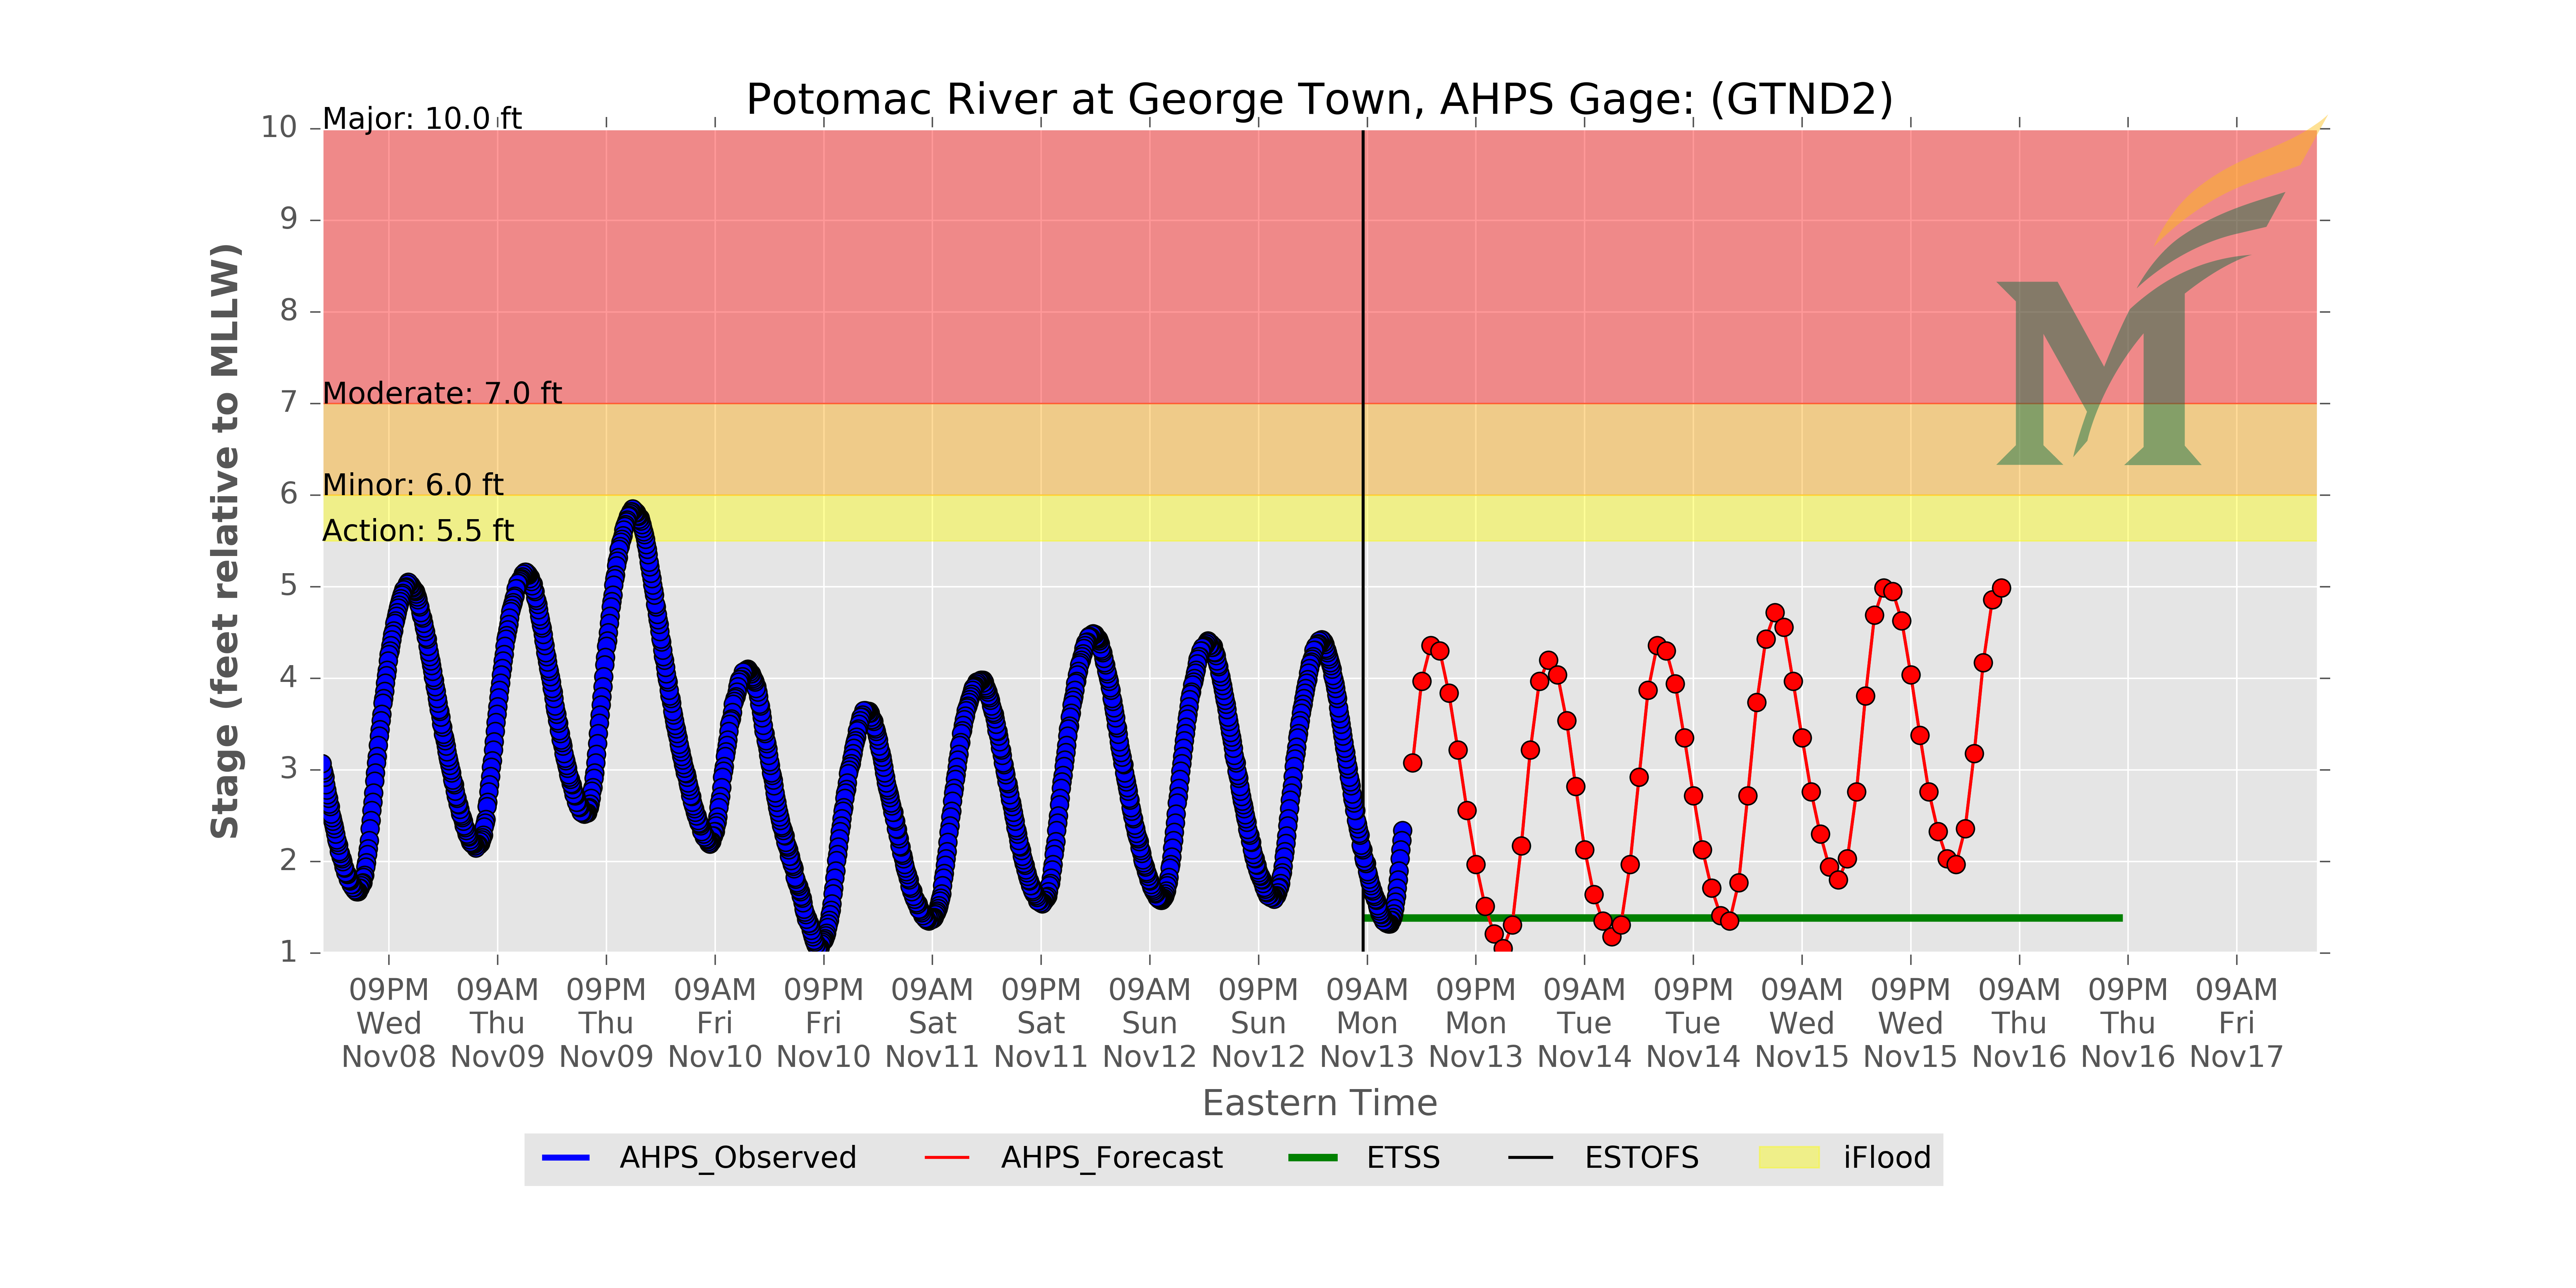 Potomac River at George Town, AHPS Gage: (GTND2)
Major: 10.0 ft
Moderate: 7.0 ft
Minor: 6.0 ft
Action: 5.5 ft
Stage (feet relative to MLLW)
10
9
8
7
6
5
4
3
2
1
09PM 09AM 09PM 09AM 09PM 09AM 09PM 09AM 09PM 09AM 09PM 09AM 09PM 09AM 09PM 09AM 09PM 09AM
Wed Thu Thu Fri Fri Sat Sat Sun Sun Mon Mon Tue Tue Wed Wed Thu Thu Fri
Nov08 Nov09 Nov09 Nov10 Nov10 Nov11 Nov11 Nov12 Nov12 Nov13 Nov13 Nov14 Nov14 Nov15 Nov15 Nov16 Nov16 Nov17
Eastern Time
AHPS_Observed AHPS_Forecast ETSS ESTOFS iFlood
M